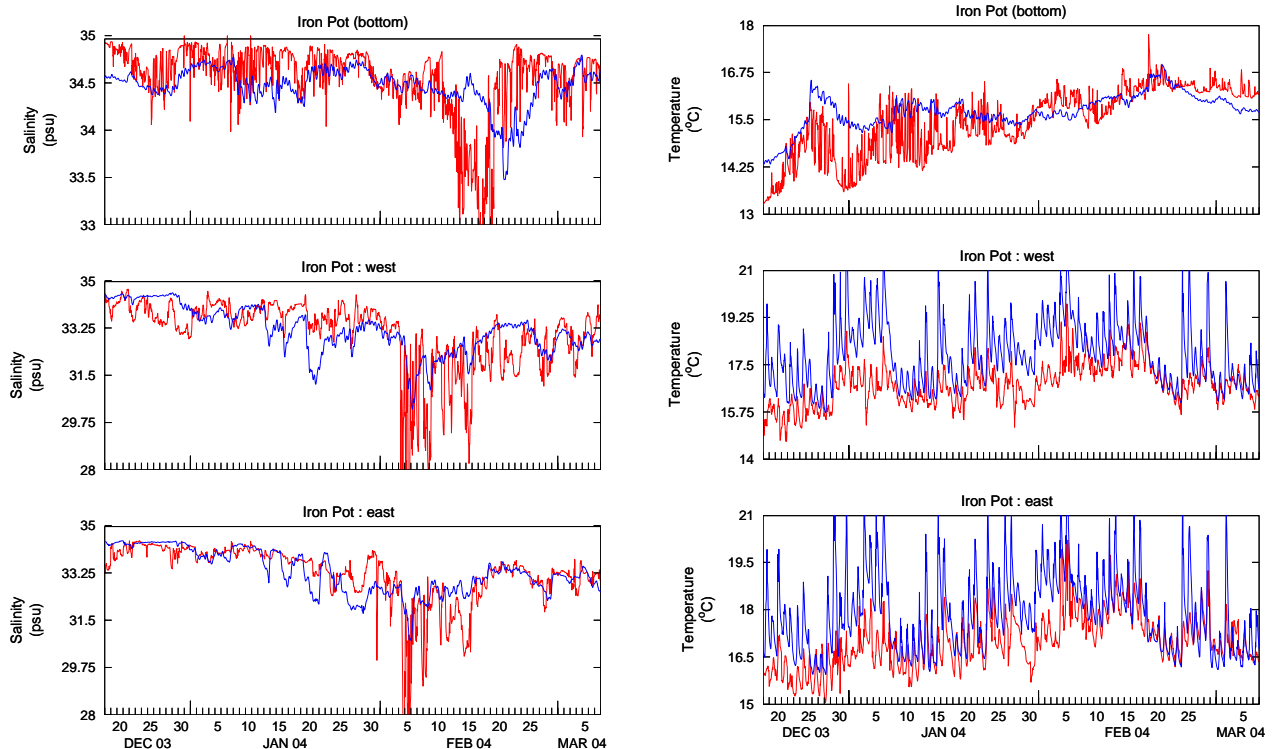 Iron Pot (bottom)
35
34.5
34
33.5
33
Salinity
(psu)
Iron Pot : west
35
33.25
31.5
29.75
28
Salinity
(psu)
Iron Pot : east
35
33.25
31.5
29.75
28
Salinity
(psu)
20 25 30 5 10 15 20 25 30 5 10 15 20 25 5
DEC 03 JAN 04 FEB 04 MAR 04
Iron Pot (bottom)
18
16.75
15.5
14.25
13
Temperature
(°C)
Iron Pot : west
21
19.25
17.5
15.75
14
Temperature
(°C)
Iron Pot : east
21
19.5
18
16.5
15
Temperature
(°C)
20 25 30 5 10 15 20 25 30 5 10 15 20 25 5
DEC 03 JAN 04 FEB 04 MAR 04